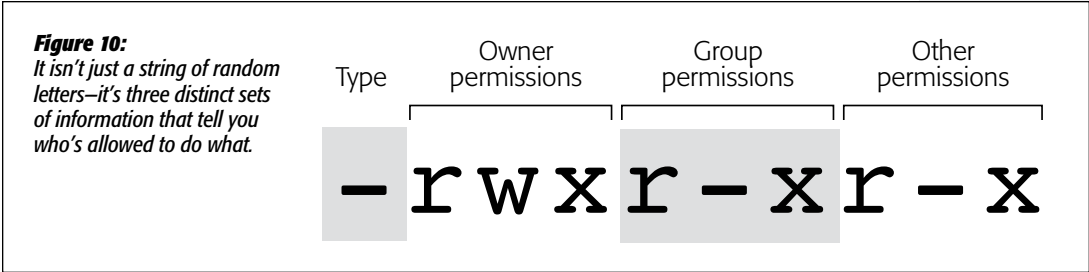 Figure 10:
It isn't just a string of random
letters—it's three distinct sets
of information that tell you
who's allowed to do what.
Type
Owner
permissions
Group
permissions
Other
permissions
-rwxr-xr-x